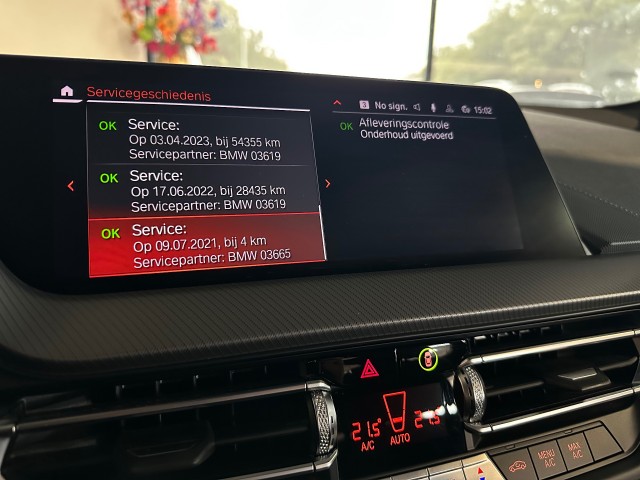 Servicegeschiedenis
3 No sign. 15:02
OK Service:
Op 03.04.2023, bij 54355 km
Servicepartner: BMW 03619
OK Service:
Op 17.06.2022, bij 28435 km
Servicepartner: BMW 03619
OK Service:
Op 09.07.2021, bij 4 km
Servicepartner: BMW 03665
OK Afleveringscontrole
Onderhoud uitgevoerd
21.5°
A/C
AUTO
MENU
A/C
MAX
A/C